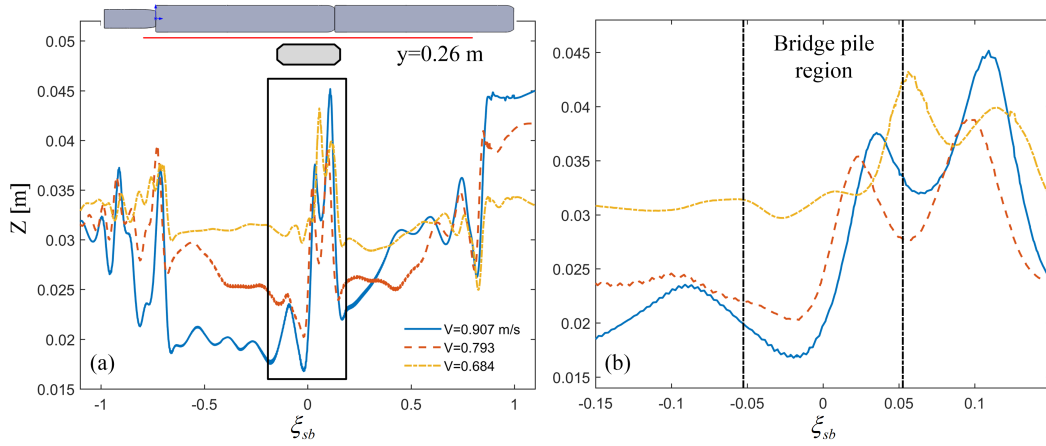 y=0.26 m
0.05
0.045
0.04
0.035
0.03
0.025
0.02
0.015
Z [m]
(a)
V=0.907 m/s
V=0.793
V=0.684
-1
-0.5
0
0.5
1
ξsb
Bridge pile
region
0.045
0.04
0.035
0.03
0.025
0.02
0.015
(b)
-0.15
-0.1
-0.05
0
0.05
0.1
ξsb